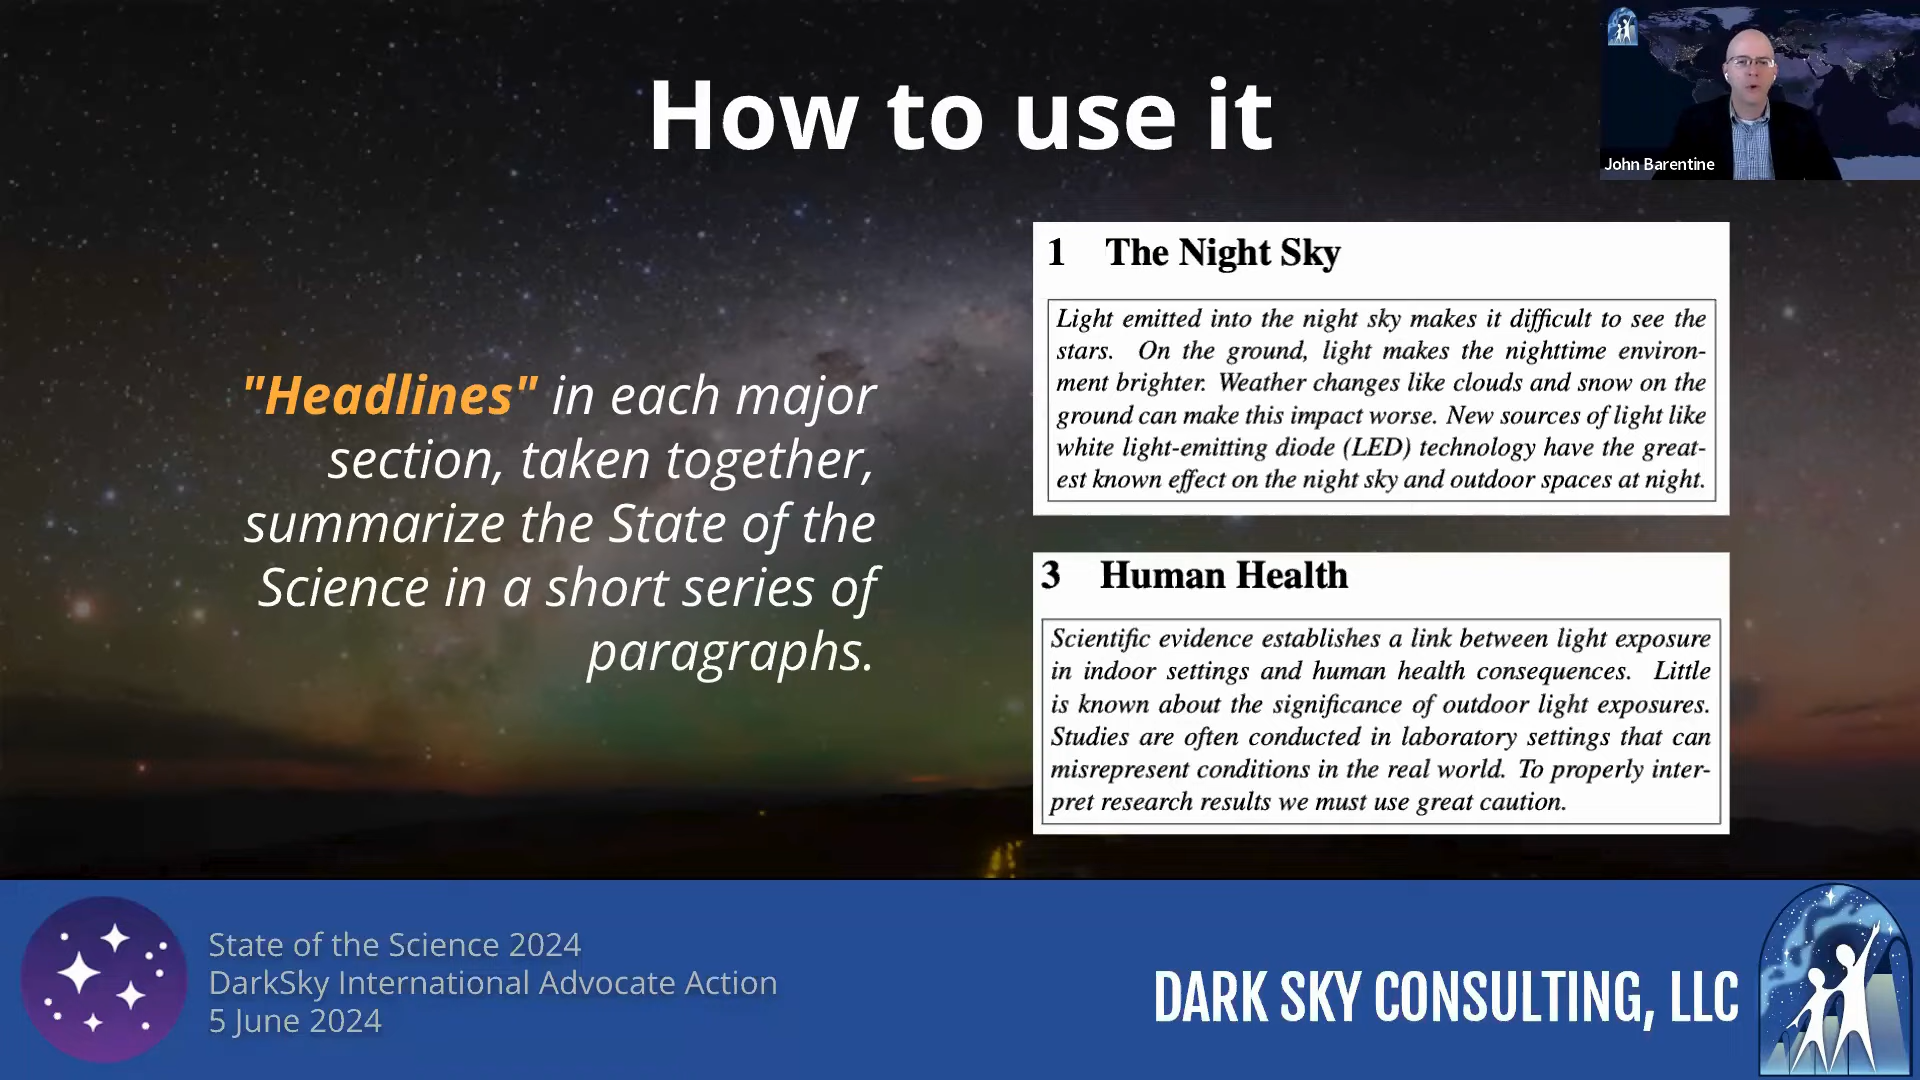 How to use it
John Barentine
"Headlines" in each major
section, taken together,
summarize the State of the
Science in a short series of
paragraphs.
1 The Night Sky
Light emitted into the night sky makes it difficult to see the
stars. On the ground, light makes the nighttime environ-
ment brighter. Weather changes like clouds and snow on the
ground can make this impact worse. New sources of light like
white light-emitting diode (LED) technology have the great-
est known effect on the night sky and outdoor spaces at night.
3 Human Health
Scientific evidence establishes a link between light exposure
in indoor settings and human health consequences. Little
is known about the significance of outdoor light exposures.
Studies are often conducted in laboratory settings that can
misrepresent conditions in the real world. To properly inter-
pret research results we must use great caution.
State of the Science 2024
DarkSky International Advocate Action
5 June 2024
DARK SKY CONSULTING, LLC